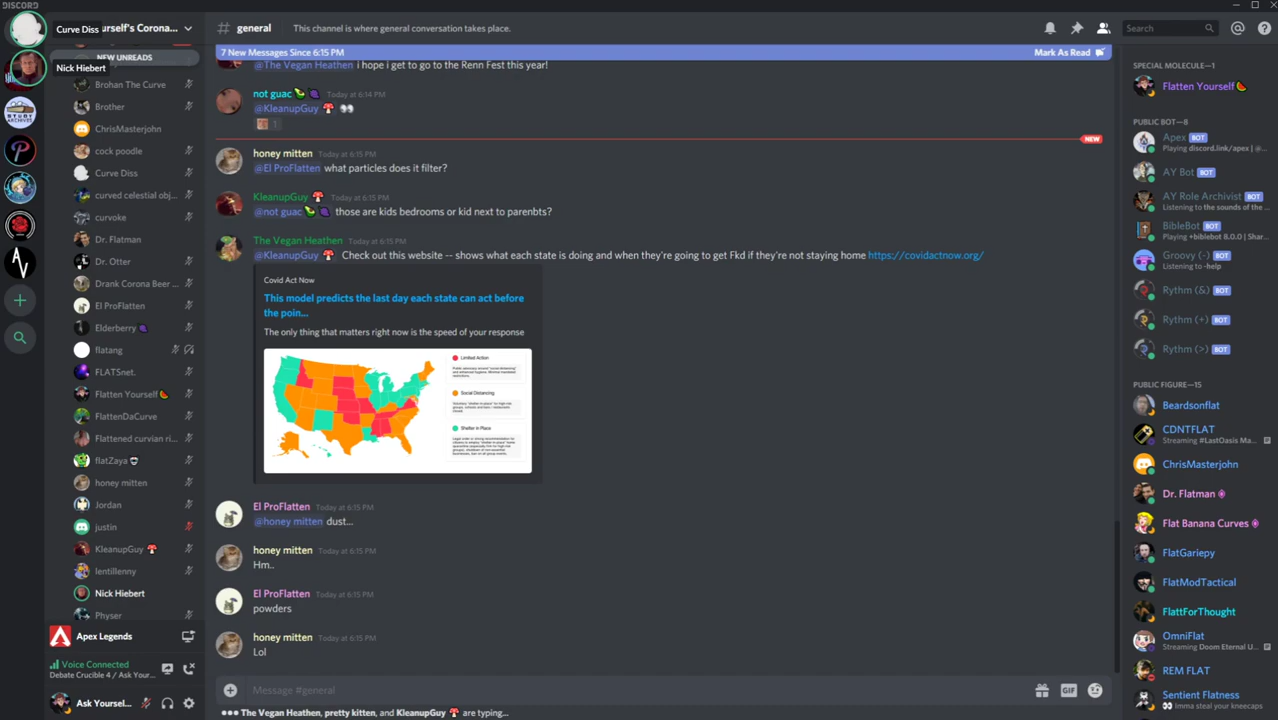 DISCORD
Curve Diss
urself's Corona...
# general
This channel is where general conversation takes place.
Search
NEW UNREADS
Nick Hiebert
Brohan The Curve
Brother
ChrisMasterjohn
cock poodle
Curve Diss
curved celestial obj...
curvoke
Dr. Flatman
Dr. Otter
Drank Corona Beer ...
El ProFlatten
Elderberry
flatang
FLATSnet.
Flatten Yourself
FlattenDaCurve
Flattened curvian ri...
flatZaya
honey mitten
Jordan
justin
KleanupGuy
lentillenny
Nick Hiebert
Physer
Apex Legends
Voice Connected
Debate Crucible 4 / Ask Your...
Ask Yoursel...
7 New Messages Since 6:15 PM
Mark As Read
@The Vegan Heathen i hope i get to go to the Renn Fest this year!
not guac Today at 6:14 PM
@KleanupGuy 🍄 👀
1
NEW
honey mitten Today at 6:15 PM
@El ProFlatten what particles does it filter?
KleanupGuy 🍄 Today at 6:15 PM
@not guac those are kids bedrooms or kid next to parenbts?
The Vegan Heathen Today at 6:15 PM
@KleanupGuy 🍄 Check out this website -- shows what each state is doing and when they're going to get Fkd if they're not staying home https://covidactnow.org/
Covid Act Now
This model predicts the last day each state can act before
the poin...
The only thing that matters right now is the speed of your response
Limited Action
Social Distancing
Shelter in Place
El ProFlatten Today at 6:15 PM
@honey mitten dust...
honey mitten Today at 6:15 PM
Hm..
El ProFlatten Today at 6:15 PM
powders
honey mitten Today at 6:15 PM
Lol
Message #general
GIF
The Vegan Heathen, pretty kitten, and KleanupGuy 🍄 are typing...
SPECIAL MOLECULE—1
Flatten Yourself
PUBLIC BOT—8
Apex BOT
Playing discord.link/apex | @...
AY Bot BOT
AY Role Archivist BOT
Listening to the sounds of the ...
BibleBot BOT
Playing +biblebot 8.0.0 | Shar...
Groovy (-) BOT
Listening to -help
Rythm (&) BOT
Rythm (+) BOT
Rythm (>) BOT
PUBLIC FIGURE—15
Beardsonflat
CDNTFLAT
Streaming #LastOasis Ma...
ChrisMasterjohn
Dr. Flatman
Flat Banana Curves
FlatGariepy
FlatModTactical
FlattForThought
OmniFlat
Streaming Doom Eternal U...
REM FLAT
Sentient Flatness
👀 Imma steal your kneecaps